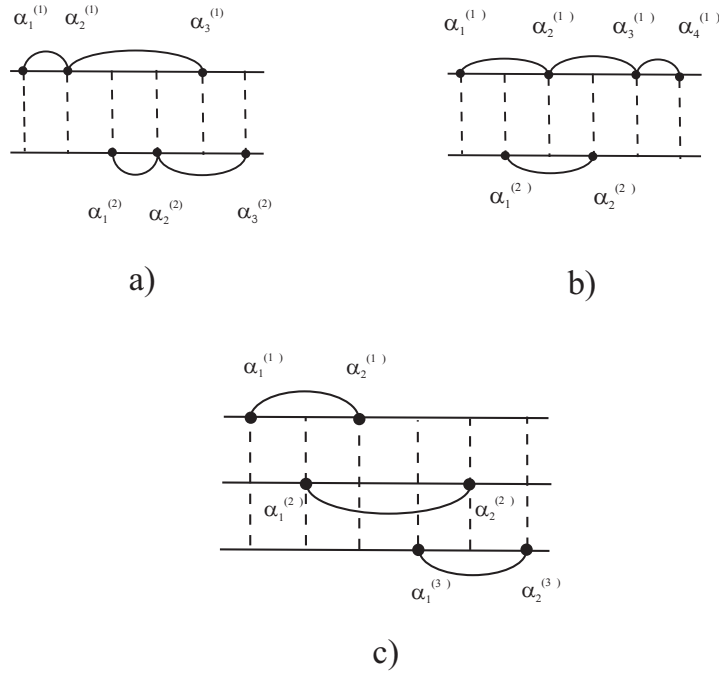 α₁⁽¹⁾ α₂⁽¹⁾ α₃⁽¹⁾
α₁⁽²⁾ α₂⁽²⁾ α₃⁽²⁾
a)
α₁⁽¹ ⁾ α₂⁽¹ ⁾ α₃⁽¹ ⁾ α₄⁽¹ ⁾
α₁⁽² ⁾ α₂⁽² ⁾
b)
α₁⁽¹ ⁾ α₂⁽¹ ⁾
α₁⁽² ⁾ α₂⁽² ⁾
α₁⁽³ ⁾ α₂⁽³ ⁾
c)